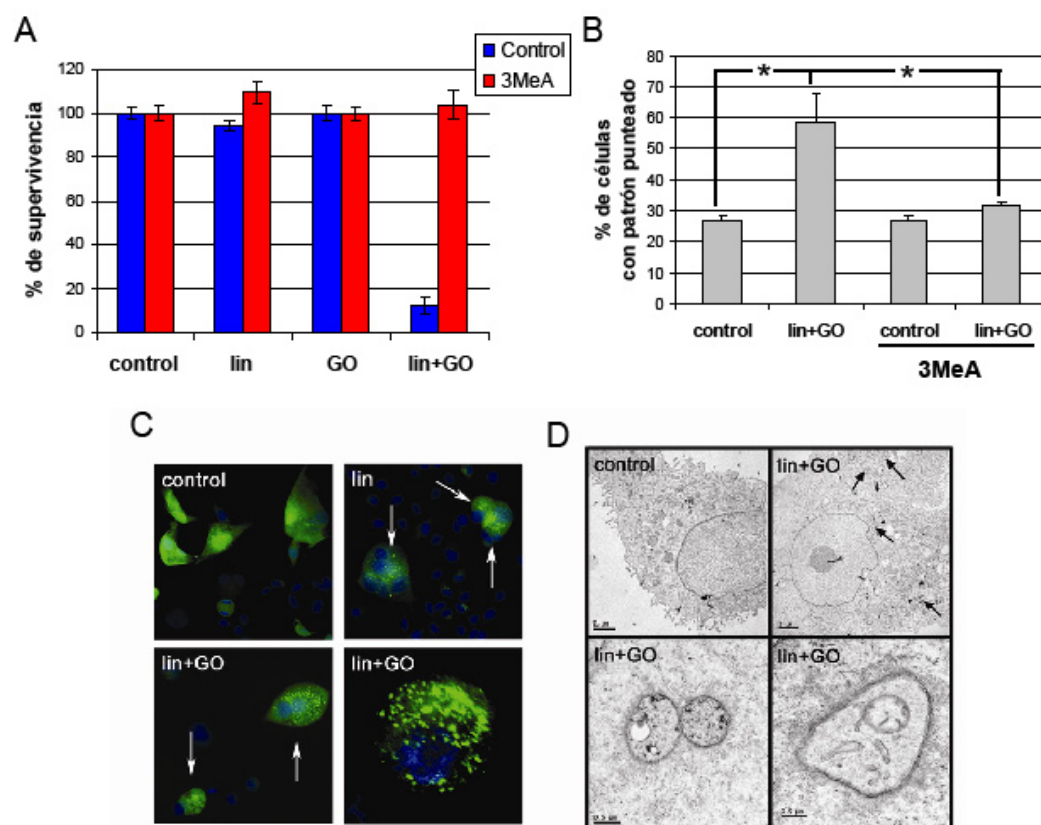 A
Control
3MeA
% de supervivencia
120
100
80
60
40
20
0
control
lin
GO
lin+GO
B
% de células
con patrón punteado
80
70
60
50
40
30
20
10
0
*
*
control
lin+GO
control
lin+GO
3MeA
C
control
lin
lin+GO
lin+GO
D
control
lin+GO
lin+GO
lin+GO